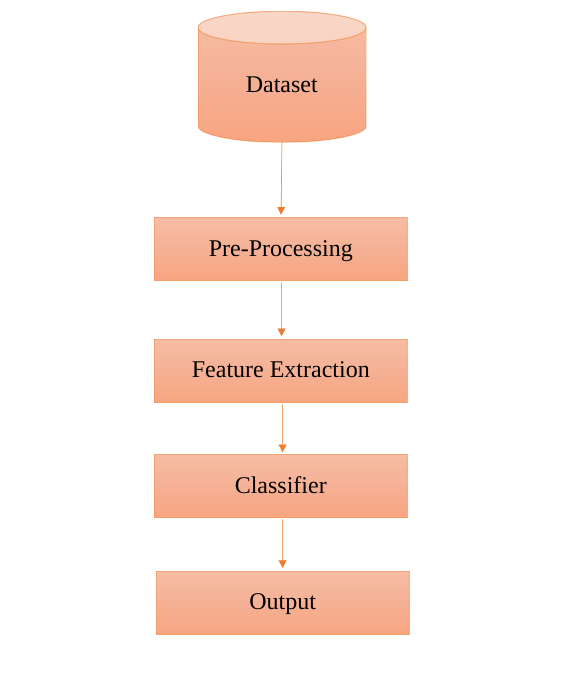 Dataset
Pre-Processing
Feature Extraction
Classifier
Output